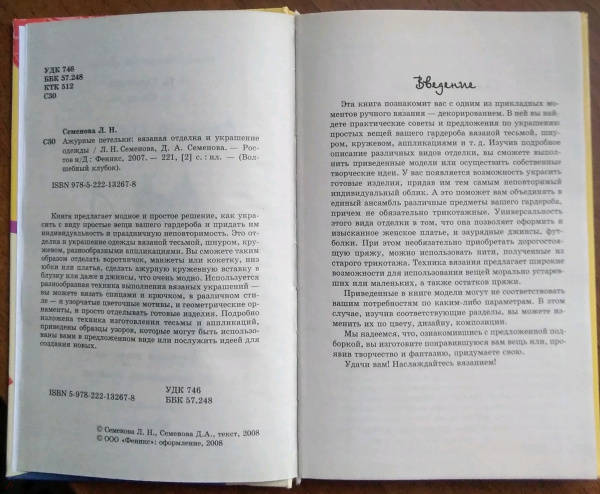 УДК 746
ББК 57.248
КТК 512
С30
Семенова Л. Н.
С30 Ажурные петельки: вязаная отделка и украшение
одежды / Л. Н. Семенова, Д. А. Семенова. — Рос-
тов н/Д : Феникс, 2007. — 221, [2] с. : ил. — (Вол-
шебный клубок).
ISBN 978-5-222-13267-8
Книга предлагает модное и простое решение, как укра-
сить с виду простые вещи вашего гардероба и придать им
индивидуальность и праздничную неповторимость. Это от-
делка и украшение одежды вязаной тесьмой, шнуром, кру-
жевом, разнообразными аппликациями. Вы сможете таким
образом отделать воротничок, манжеты или кокетку, низ
юбки или платья, сделать ажурную кружевную вставку в
блузку или даже в джинсы, что очень модно. Используется
разнообразная техника выполнения вязаных украшений —
вы можете вязать спицами и крючком, в различном сти-
ле — и узорчатые цветочные мотивы, и геометрические ор-
наменты, и просто отделывать готовые изделия. Подробно
изложена техника изготовления тесьмы и аппликаций,
приведены образцы узоров, которые могут быть использо-
ваны вами в предложенном виде или послужить идеей для
создания новых.
ISBN 5-978-222-13267-8
УДК 746
ББК 57.248
© Семенова Л. Н., Семенова Д.А., текст, 2008
© ООО «Феникс»: оформление, 2008
Введение
Эта книга познакомит вас с одним из прикладных мо-
ментов ручного вязания — декорированием. В ней вы най-
дете практические советы и предложения по украшению
простых вещей вашего гардероба вязаной тесьмой, шну-
ром, кружевом, аппликациями и т. д. Изучив подробное
описание различных видов отделки, вы сможете выпол-
нить приведенные модели или осуществить собственные
творческие идеи. У вас появляется возможность украсить
готовые изделия, придав им тем самым неповторимый
индивидуальный облик. А это поможет вам объединять в
единый ансамбль различные предметы вашего гардероба,
причем не обязательно трикотажные. Универсальность
этого вида отделки в том, что она позволяет оформить и
изысканное женское платье, и заурядные джинсы, фут-
болки. При этом необязательно приобретать дорогостоя-
щую пряжу, можно использовать нити, полученные из
старого трикотажа. Техника вязания предлагает широкие
возможности для использования вещей морально устарев-
ших или маленьких, а также остатков пряжи.
Приведенные в книге модели могут не соответствовать
вашим потребностям по каким-либо параметрам. В этом
случае, изучив соответствующие разделы, вы можете из-
менить их по цвету, дизайну, композиции.
Мы надеемся, что, ознакомившись с предложенной под-
боркой, вы изготовите понравившуюся вам вещь или, про-
явив творчество и фантазию, придумаете свою.
Удачи вам! Наслаждайтесь вязанием!